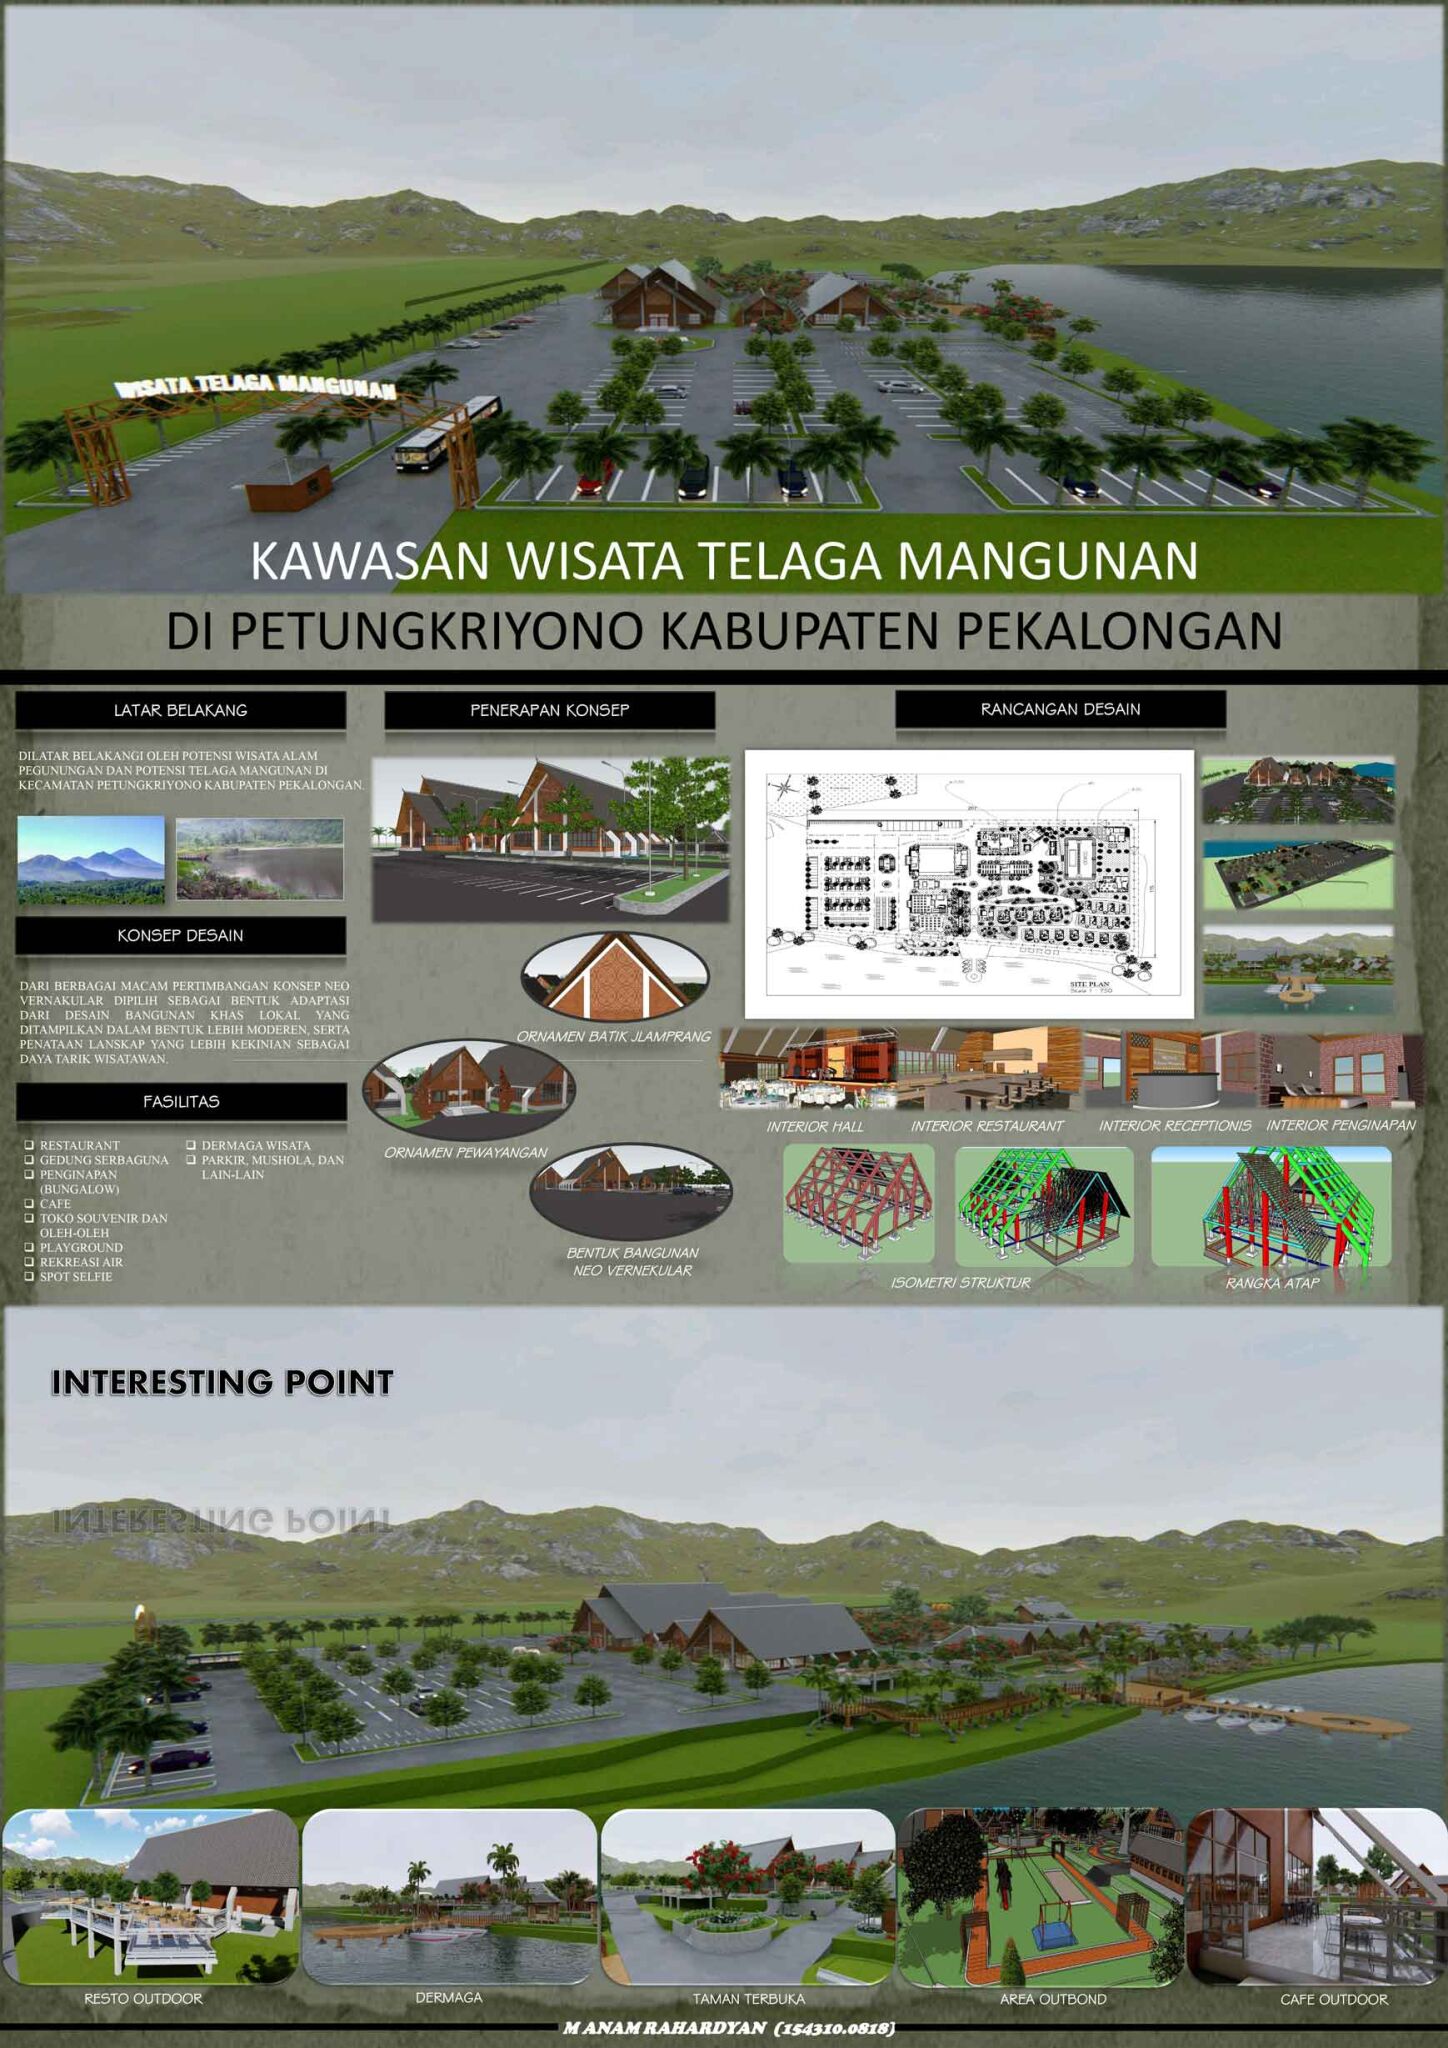 WISATA TELAGA MANGUNAN
KAWASAN WISATA TELAGA MANGUNAN
DI PETUNGKRIYONO KABUPATEN PEKALONGAN
LATAR BELAKANG
DILATAR BELAKANGI OLEH POTENSI WISATA ALAM
PEGUNUNGAN DAN POTENSI TELAGA MANGUNAN DI
KECAMATAN PETUNGKRIYONO KABUPATEN PEKALONGAN.
KONSEP DESAIN
DARI BERBAGAI MACAM PERTIMBANGAN KONSEP NEO
VERNAKULAR DIPILIH SEBAGAI BENTUK ADAPTASI
DARI DESAIN BANGUNAN KHAS LOKAL YANG
DITAMPILKAN DALAM BENTUK LEBIH MODEREN, SERTA
PENATAAN LANSKAP YANG LEBIH KEKINIAN SEBAGAI
DAYA TARIK WISATAWAN.
FASILITAS
❑ RESTAURANT
❑ GEDUNG SERBAGUNA
❑ PENGINAPAN
(BUNGALOW)
❑ CAFE
❑ TOKO SOUVENIR DAN
OLEH-OLEH
❑ PLAYGROUND
❑ REKREASI AIR
❑ SPOT SELFIE
❑ DERMAGA WISATA
❑ PARKIR, MUSHOLA, DAN
LAIN-LAIN
PENERAPAN KONSEP
ORNAMEN BATIK JLAMPRANG
ORNAMEN PEWAYANGAN
BENTUK BANGUNAN
NEO VERNEKULAR
RANCANGAN DESAIN
SITE PLAN
Skala 1 : 750
INTERIOR HALL
INTERIOR RESTAURANT
INTERIOR RECEPTIONIS
INTERIOR PENGINAPAN
ISOMETRI STRUKTUR
RANGKA ATAP
INTERESTING POINT
RESTO OUTDOOR
DERMAGA
TAMAN TERBUKA
AREA OUTBOND
CAFE OUTDOOR
M ANAM RAHARDYAN (154310.0818)